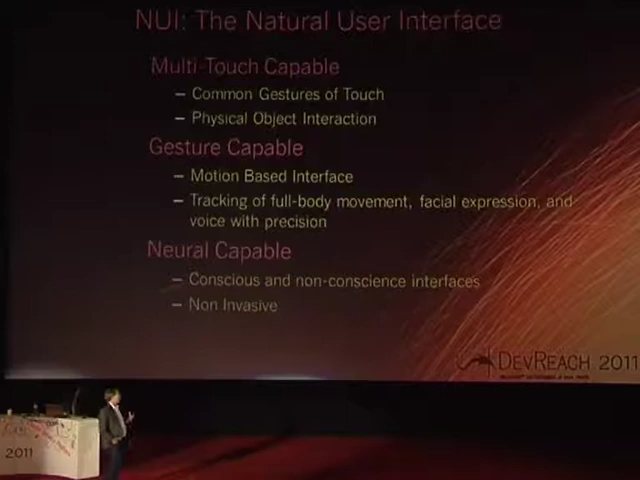 NUI: The Natural User Interface
Multi-Touch Capable
– Common Gestures of Touch
– Physical Object Interaction
Gesture Capable
– Motion Based Interface
– Tracking of full-body movement, facial expression, and
voice with precision
Neural Capable
– Conscious and non-conscience interfaces
– Non Invasive
DEVREACH 2011
2011